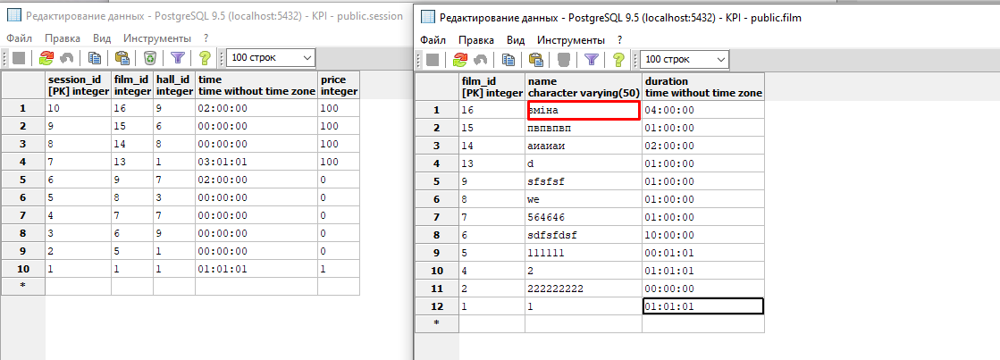 Редактирование данных - PostgreSQL 9.5 (localhost:5432) - KPI - public.session
Файл Правка Вид Инструменты ?
100 строк
session_id film_id hall_id time price
[PK] integer integer integer time without time zone integer
1 10 16 9 02:00:00 100
2 9 15 6 00:00:00 100
3 8 14 8 00:00:00 100
4 7 13 1 03:01:01 100
5 6 9 7 02:00:00 0
6 5 8 3 00:00:00 0
7 4 7 7 00:00:00 0
8 3 6 9 00:00:00 0
9 2 5 1 00:00:00 0
10 1 1 1 01:01:01 1
*
Редактирование данных - PostgreSQL 9.5 (localhost:5432) - KPI - public.film
Файл Правка Вид Инструменты ?
100 строк
film_id name duration
[PK] integer character varying(50) time without time zone
1 16 зміна 04:00:00
2 15 пвпвпвп 01:00:00
3 14 аиаиаи 02:00:00
4 13 d 01:00:00
5 9 sfsfsf 01:00:00
6 8 we 01:00:00
7 7 564646 01:00:00
8 6 sdfsfdsf 10:00:00
9 5 111111 00:01:01
10 4 2 01:01:01
11 2 222222222 00:00:00
12 1 1 01:01:01
*